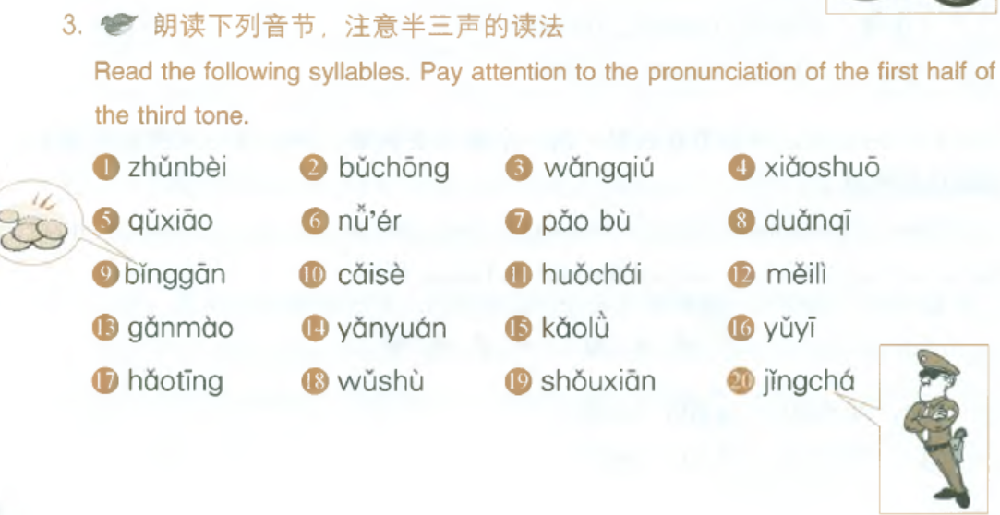 3. 朗读下列音节，注意半三声的读法
Read the following syllables. Pay attention to the pronunciation of the first half of
the third tone.
1 zhǔnbèi 2 bǔchōng 3 wǎngqiú 4 xiǎoshuō
5 qǔxiāo 6 nǚ'ér 7 pǎo bù 8 duǎnqī
9 bǐnggān 10 cǎisè 11 huǒchái 12 měilì
13 gǎnmào 14 yǎnyuán 15 kǎolǜ 16 yǔyī
17 hǎotīng 18 wǔshù 19 shǒuxiān 20 jǐngchá